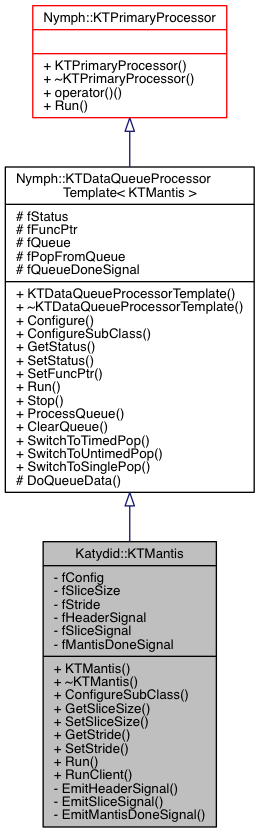 Nymph::KTPrimaryProcessor
+ KTPrimaryProcessor()
+ ~KTPrimaryProcessor()
+ operator()()
+ Run()
Nymph::KTDataQueueProcessor
Template< KTMantis >
# fStatus
# fFuncPtr
# fQueue
# fPopFromQueue
# fQueueDoneSignal
+ KTDataQueueProcessorTemplate()
+ ~KTDataQueueProcessorTemplate()
+ Configure()
+ ConfigureSubClass()
+ GetStatus()
+ SetStatus()
+ SetFuncPtr()
+ Run()
+ Stop()
+ ProcessQueue()
+ ClearQueue()
+ SwitchToTimedPop()
+ SwitchToUntimedPop()
+ SwitchToSinglePop()
# DoQueueData()
Katydid::KTMantis
- fConfig
- fSliceSize
- fStride
- fHeaderSignal
- fSliceSignal
- fMantisDoneSignal
+ KTMantis()
+ ~KTMantis()
+ ConfigureSubClass()
+ GetSliceSize()
+ SetSliceSize()
+ GetStride()
+ SetStride()
+ Run()
+ RunClient()
- EmitHeaderSignal()
- EmitSliceSignal()
- EmitMantisDoneSignal()